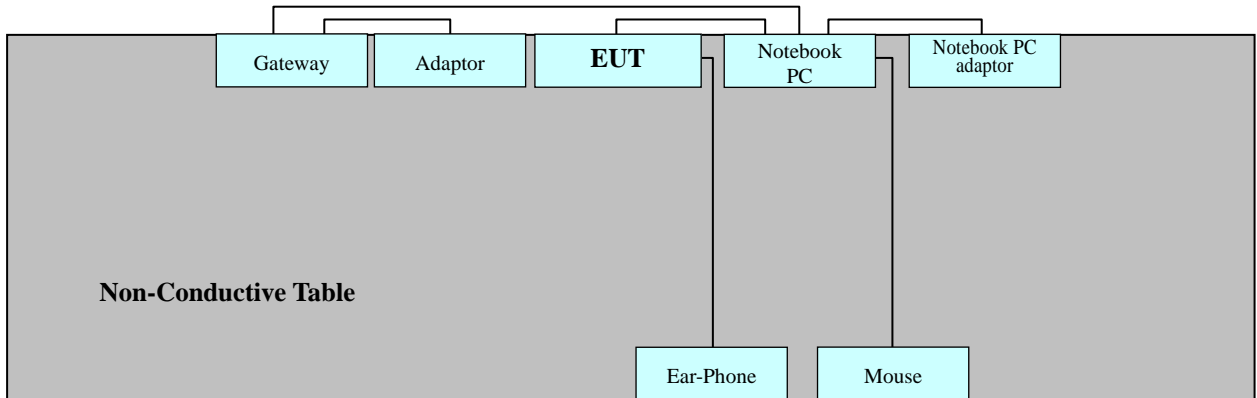 Gateway
Adaptor
EUT
Notebook
PC
Notebook PC
adaptor
Non-Conductive Table
Ear-Phone
Mouse